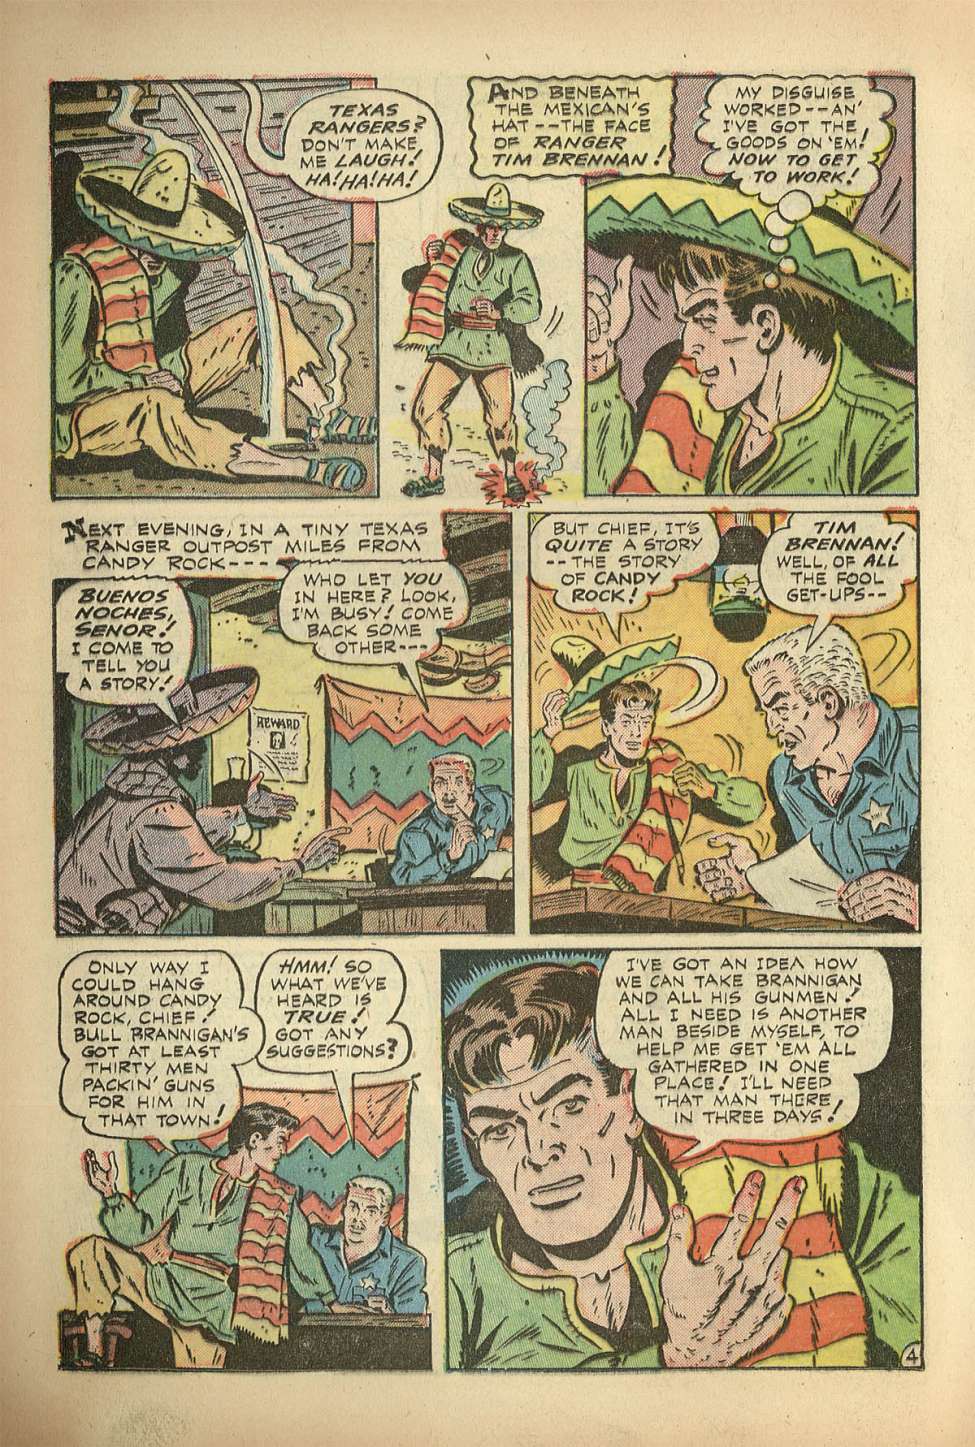 TEXAS
RANGERS?
DON'T MAKE
ME LAUGH!
HA! HA! HA!
AND BENEATH
THE MEXICAN'S
HAT -- THE FACE
OF RANGER
TIM BRENNAN!
MY DISGUISE
WORKED -- AN'
I'VE GOT THE
GOODS ON 'EM!
NOW TO GET
TO WORK!
NEXT EVENING, IN A TINY TEXAS
RANGER OUTPOST MILES FROM
CANDY ROCK ----
BUENOS
NOCHES,
SENOR!
I COME TO
TELL YOU
A STORY!
WHO LET YOU
IN HERE? LOOK,
I'M BUSY! COME
BACK SOME
OTHER ---
REWARD
BUT CHIEF, IT'S
QUITE A STORY
-- THE STORY
OF CANDY
ROCK!
TIM
BRENNAN!
WELL, OF ALL
THE FOOL
GET-UPS --
ONLY WAY I
COULD HANG
AROUND CANDY
ROCK, CHIEF!
BULL BRANNIGAN'S
GOT AT LEAST
THIRTY MEN
PACKIN' GUNS
FOR HIM IN
THAT TOWN!
HMM! SO
WHAT WE'VE
HEARD IS
TRUE!
GOT ANY
SUGGESTIONS?
I'VE GOT AN IDEA HOW
WE CAN TAKE BRANNIGAN
AND ALL HIS GUNMEN!
ALL I NEED IS ANOTHER
MAN BESIDE MYSELF, TO
HELP ME GET 'EM ALL
GATHERED IN ONE
PLACE! I'LL NEED
THAT MAN THERE
IN THREE DAYS!
4